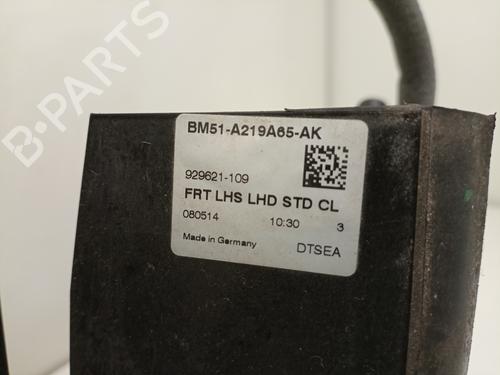 BM51-A219A65-AK
929621-109
FRT LHS LHD STD CL
080514 10:30 3
Made in Germany DTSEA
B-PARTS